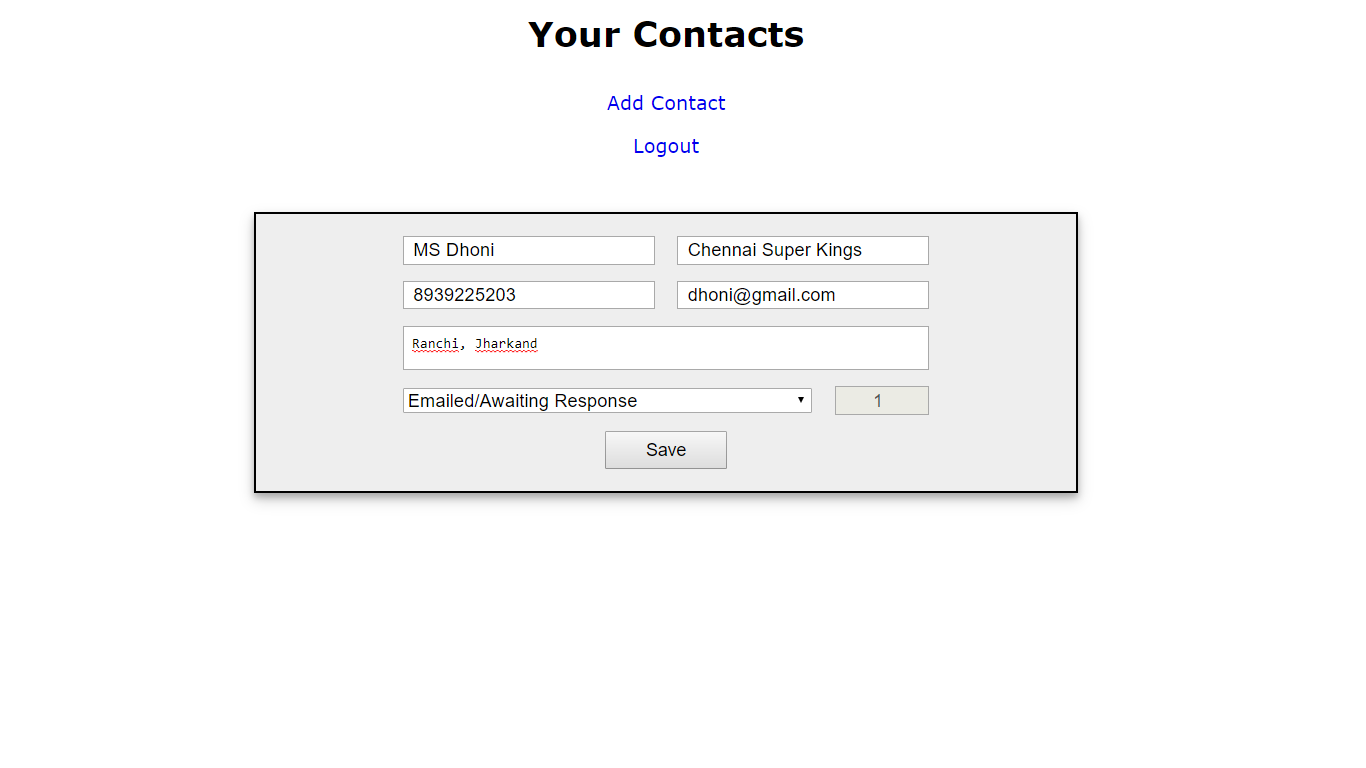 Your Contacts
Add Contact
Logout
MS Dhoni Chennai Super Kings
8939225203 dhoni@gmail.com
Ranchi, Jharkand
Emailed/Awaiting Response 1
Save